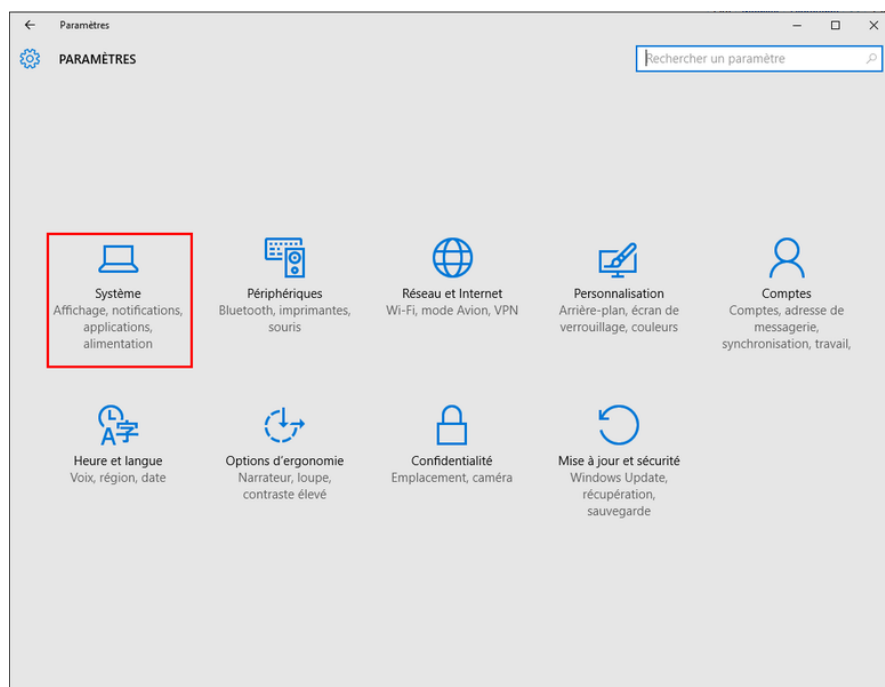 Paramètres
PARAMÈTRES
Rechercher un paramètre
Système
Affichage, notifications,
applications,
alimentation
Périphériques
Bluetooth, imprimantes,
souris
Réseau et Internet
Wi-Fi, mode Avion, VPN
Personnalisation
Arrière-plan, écran de
verrouillage, couleurs
Comptes
Comptes, adresse de
messagerie,
synchronisation, travail,
Heure et langue
Voix, région, date
Options d'ergonomie
Narrateur, loupe,
contraste élevé
Confidentialité
Emplacement, caméra
Mise à jour et sécurité
Windows Update,
récupération,
sauvegarde